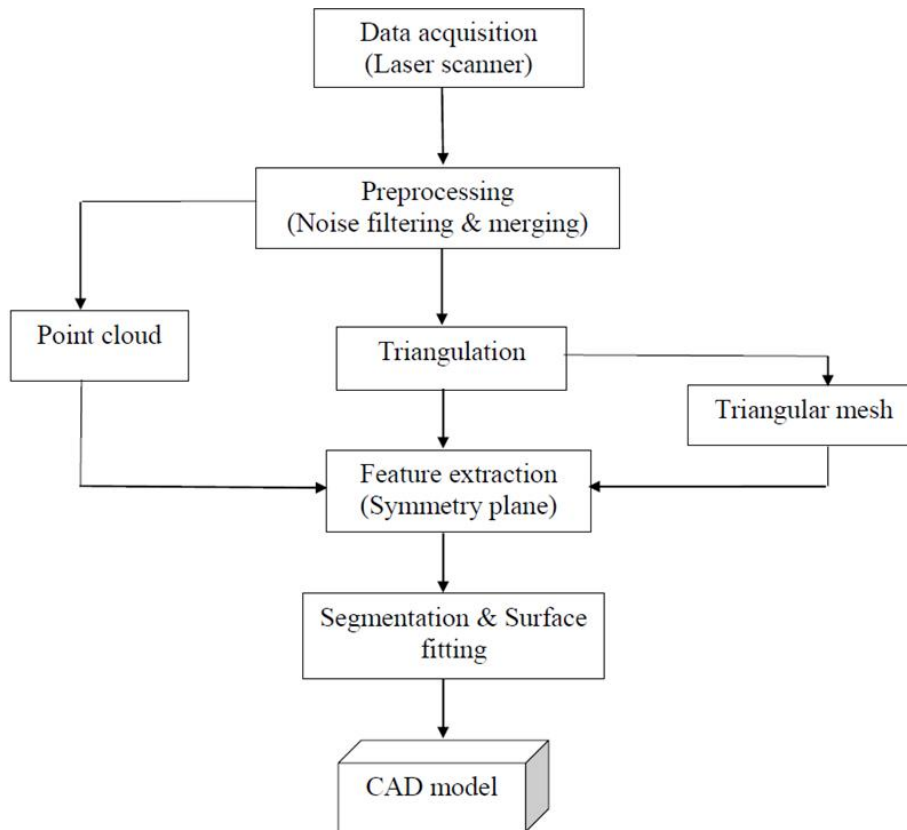 Data acquisition
(Laser scanner)
Preprocessing
(Noise filtering & merging)
Point cloud
Triangulation
Triangular mesh
Feature extraction
(Symmetry plane)
Segmentation & Surface
fitting
CAD model